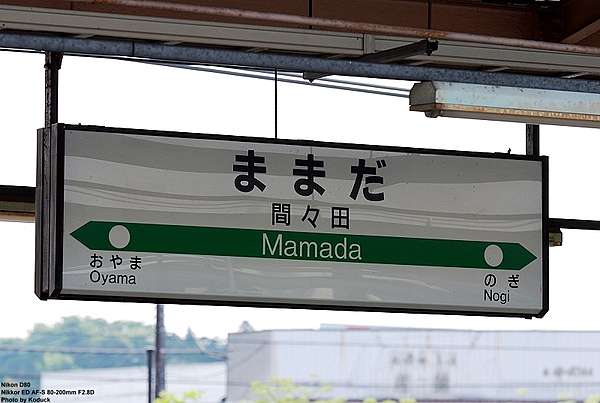 ままだ
間々田
Mamada
おやま
Oyama
のぎ
Nogi
Nikon D80
Nikkor ED AF-S 80-200mm F2.8D
Photo by Koduck